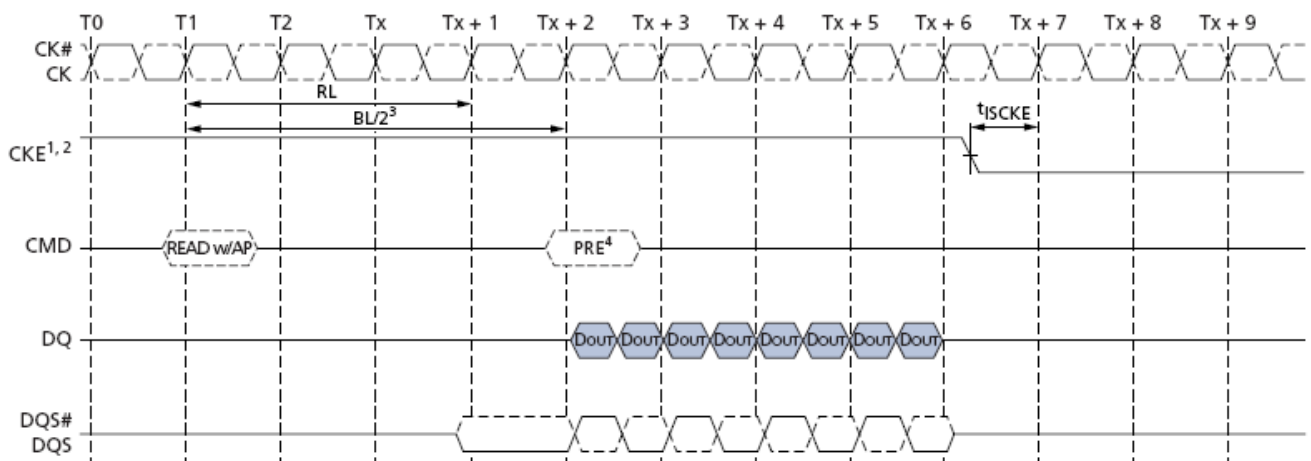 T0 T1 T2 Tx Tx + 1 Tx + 2 Tx + 3 Tx + 4 Tx + 5 Tx + 6 Tx + 7 Tx + 8 Tx + 9
CK#
CK
RL
BL/2³
tISCKE
CKE¹, ²
CMD READ w/AP PRE⁴
DQ DOUT DOUT DOUT DOUT DOUT DOUT DOUT DOUT
DQS#
DQS